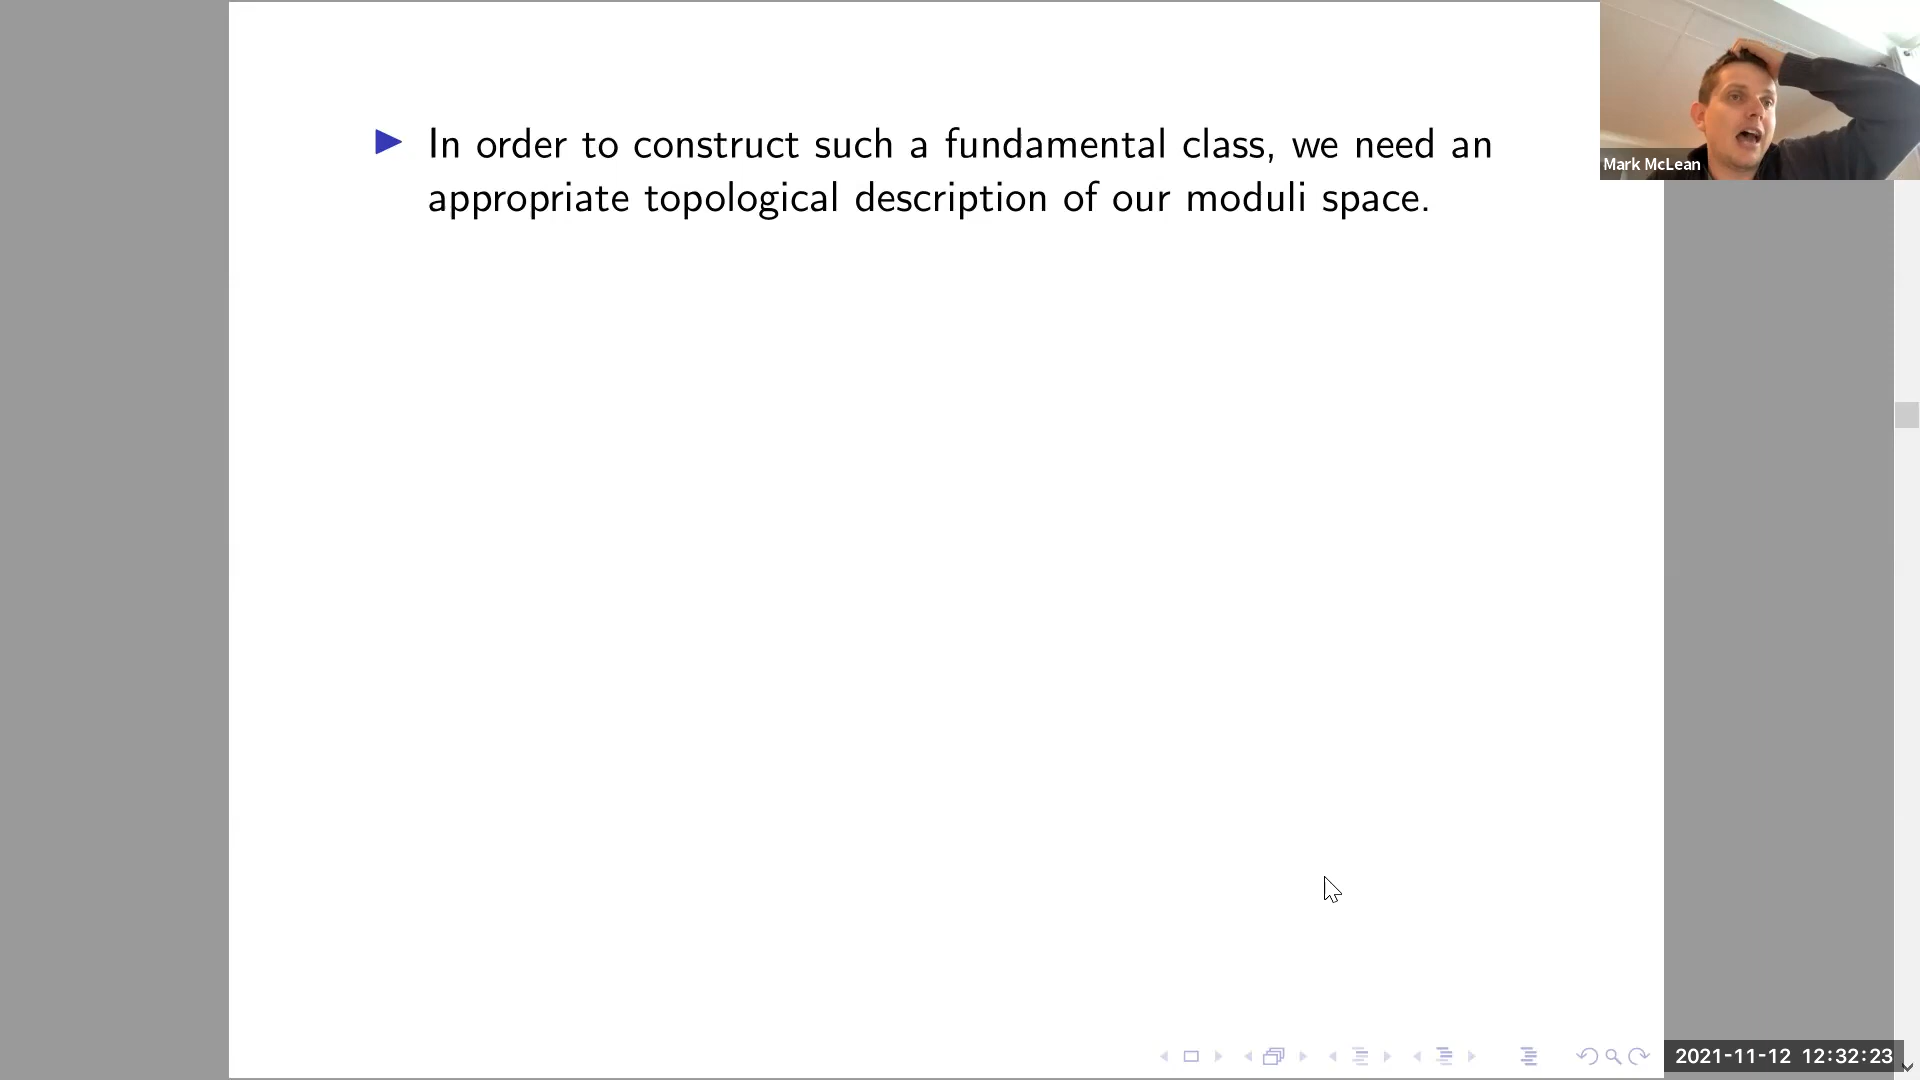 In order to construct such a fundamental class, we need an
appropriate topological description of our moduli space.
Mark McLean
2021-11-12 12:32:23